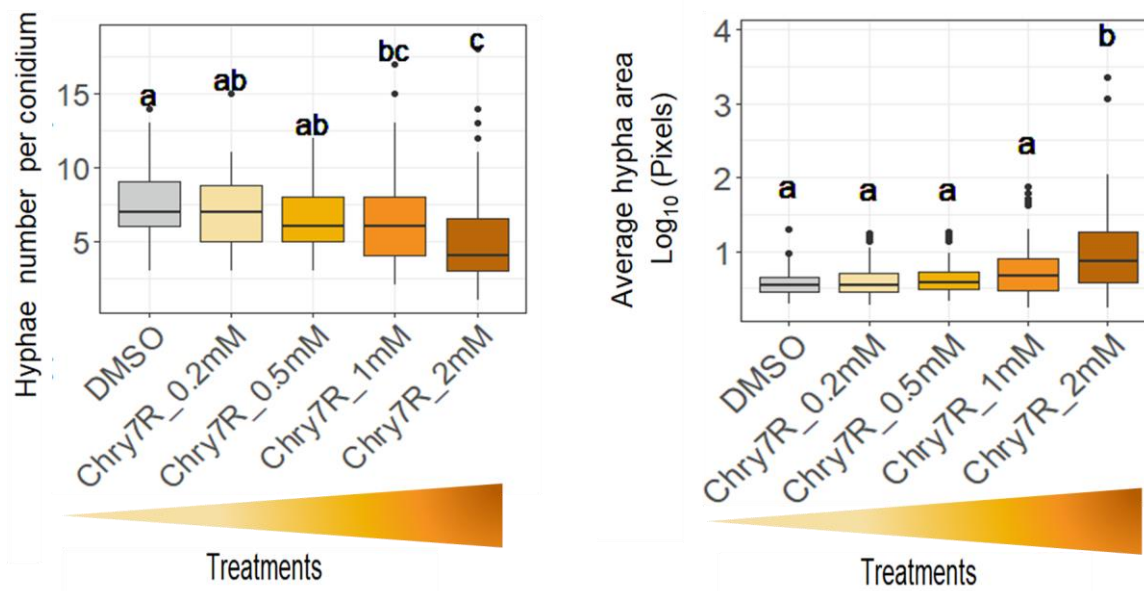 Hyphae number per conidium
15
10
5
a
ab
ab
bc
c
DMSO
Chry7R_0.2mM
Chry7R_0.5mM
Chry7R_1mM
Chry7R_2mM
Treatments
Average hypha area
Log10 (Pixels)
4
3
2
1
a
a
a
a
b
DMSO
Chry7R_0.2mM
Chry7R_0.5mM
Chry7R_1mM
Chry7R_2mM
Treatments